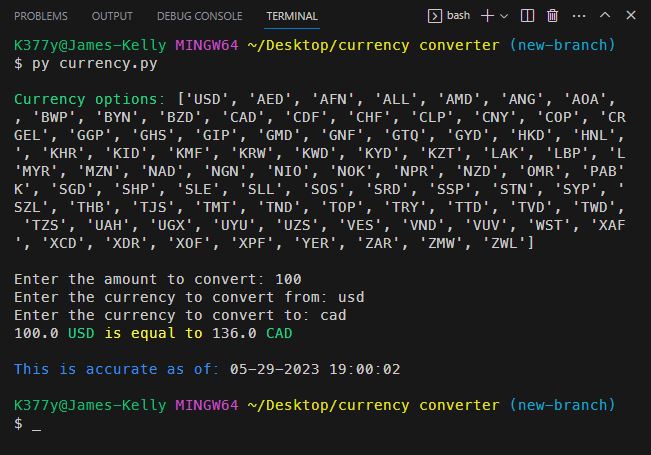 PROBLEMS OUTPUT DEBUG CONSOLE TERMINAL bash
K377y@James-Kelly MINGW64 ~/Desktop/currency converter (new-branch)
$ py currency.py
Currency options: ['USD', 'AED', 'AFN', 'ALL', 'AMD', 'ANG', 'AOA',
, 'BWP', 'BYN', 'BZD', 'CAD', 'CDF', 'CHF', 'CLP', 'CNY', 'COP', 'CR
GEL', 'GGP', 'GHS', 'GIP', 'GMD', 'GNF', 'GTQ', 'GYD', 'HKD', 'HNL',
', 'KHR', 'KID', 'KMF', 'KRW', 'KWD', 'KYD', 'KZT', 'LAK', 'LBP', 'L
'MYR', 'MZN', 'NAD', 'NGN', 'NIO', 'NOK', 'NPR', 'NZD', 'OMR', 'PAB'
K', 'SGD', 'SHP', 'SLE', 'SLL', 'SOS', 'SRD', 'SSP', 'STN', 'SYP', '
SZL', 'THB', 'TJS', 'TMT', 'TND', 'TOP', 'TRY', 'TTD', 'TVD', 'TWD',
'TZS', 'UAH', 'UGX', 'UYU', 'UZS', 'VES', 'VND', 'VUV', 'WST', 'XAF
', 'XCD', 'XDR', 'XOF', 'XPF', 'YER', 'ZAR', 'ZMW', 'ZWL']
Enter the amount to convert: 100
Enter the currency to convert from: usd
Enter the currency to convert to: cad
100.0 USD is equal to 136.0 CAD
This is accurate as of: 05-29-2023 19:00:02
K377y@James-Kelly MINGW64 ~/Desktop/currency converter (new-branch)
$ _